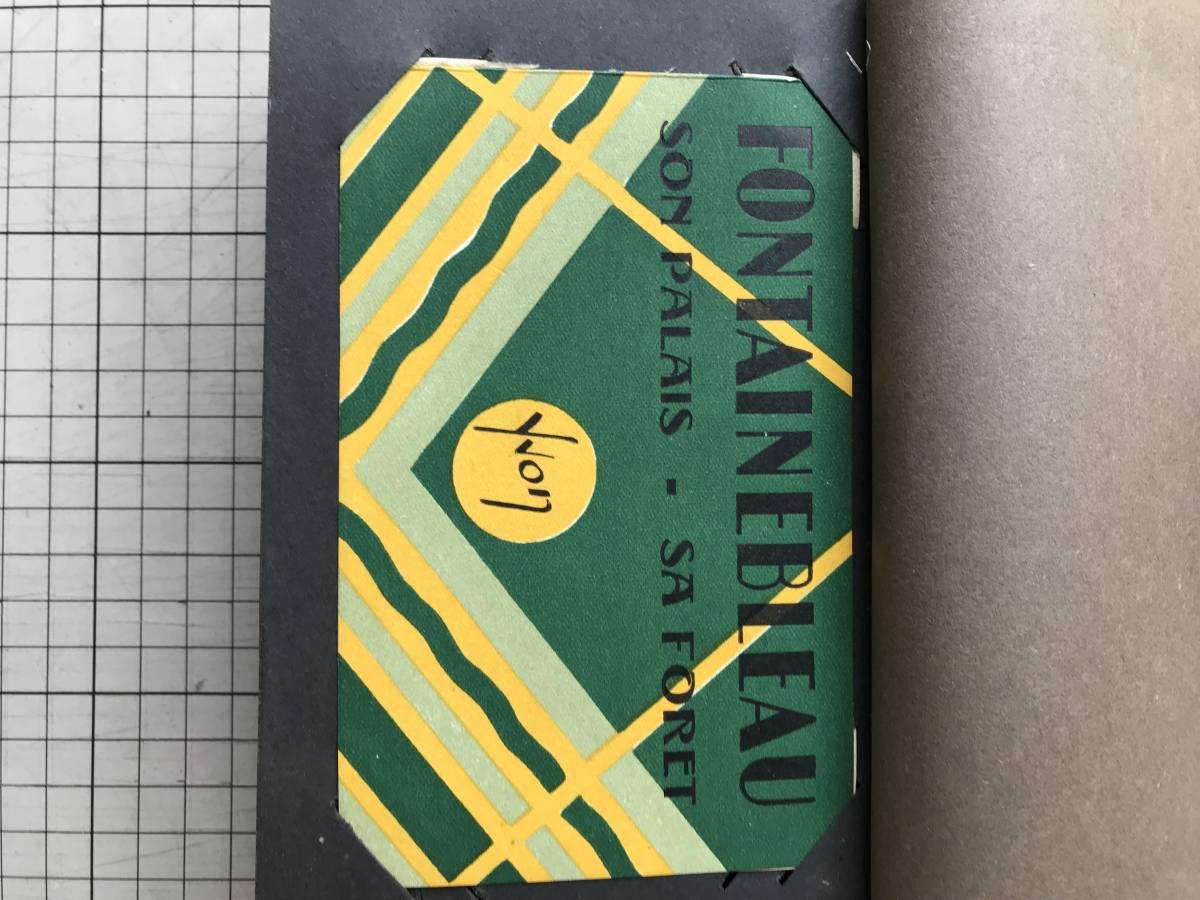 FONTAINEBLEAU
SON PALAIS - SA FORET
YVON